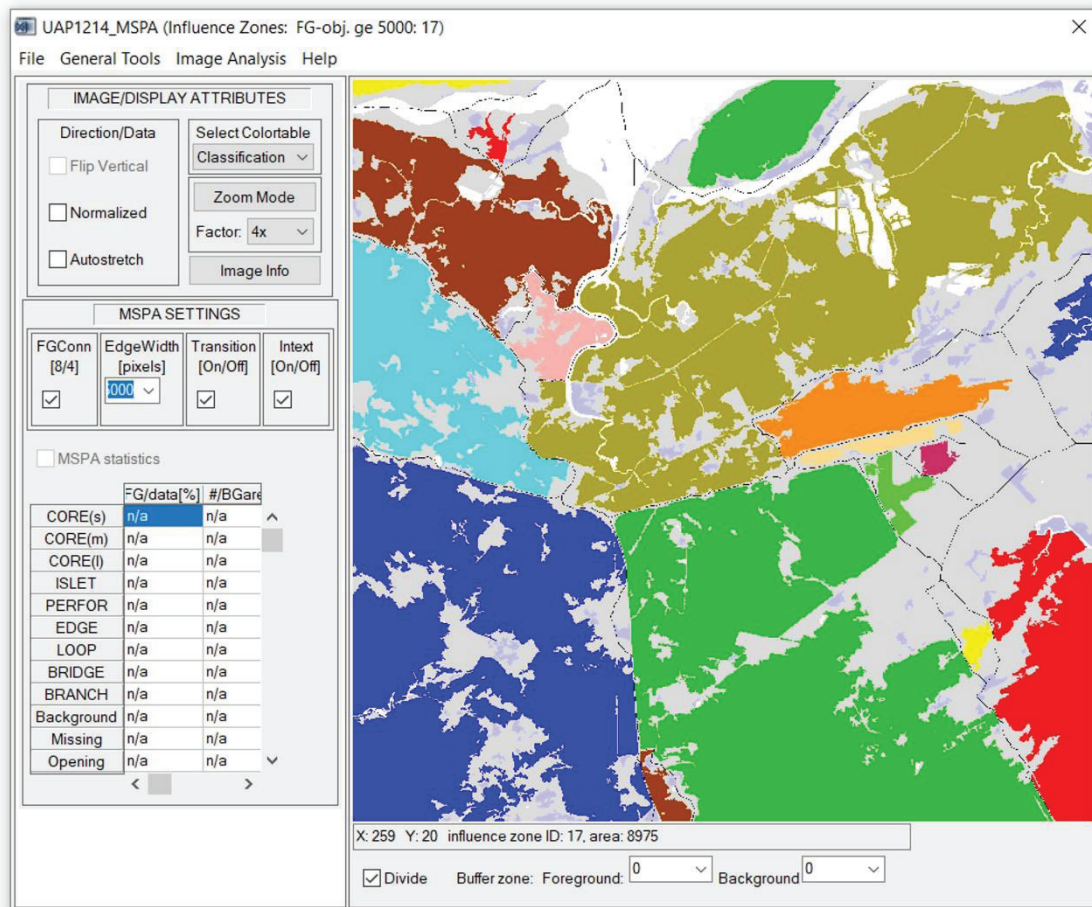 UAP1214_MSPA (Influence Zones: FG-obj. ge 5000: 17)
File General Tools Image Analysis Help
IMAGE/DISPLAY ATTRIBUTES
Direction/Data
Flip Vertical
Normalized
Autostretch
Select Colortable
Classification
Zoom Mode
Factor: 4x
Image Info
MSPA SETTINGS
FGConn
[8/4]
EdgeWidth
[pixels]
5000
Transition
[On/Off]
Intext
[On/Off]
MSPA statistics
FG/data[%] #/BGare
CORE(s) n/a n/a
CORE(m) n/a n/a
CORE(l) n/a n/a
ISLET n/a n/a
PERFOR n/a n/a
EDGE n/a n/a
LOOP n/a n/a
BRIDGE n/a n/a
BRANCH n/a n/a
Background n/a n/a
Missing n/a n/a
Opening n/a n/a
X: 259 Y: 20 influence zone ID: 17, area: 8975
Divide Buffer zone: Foreground: 0 Background 0